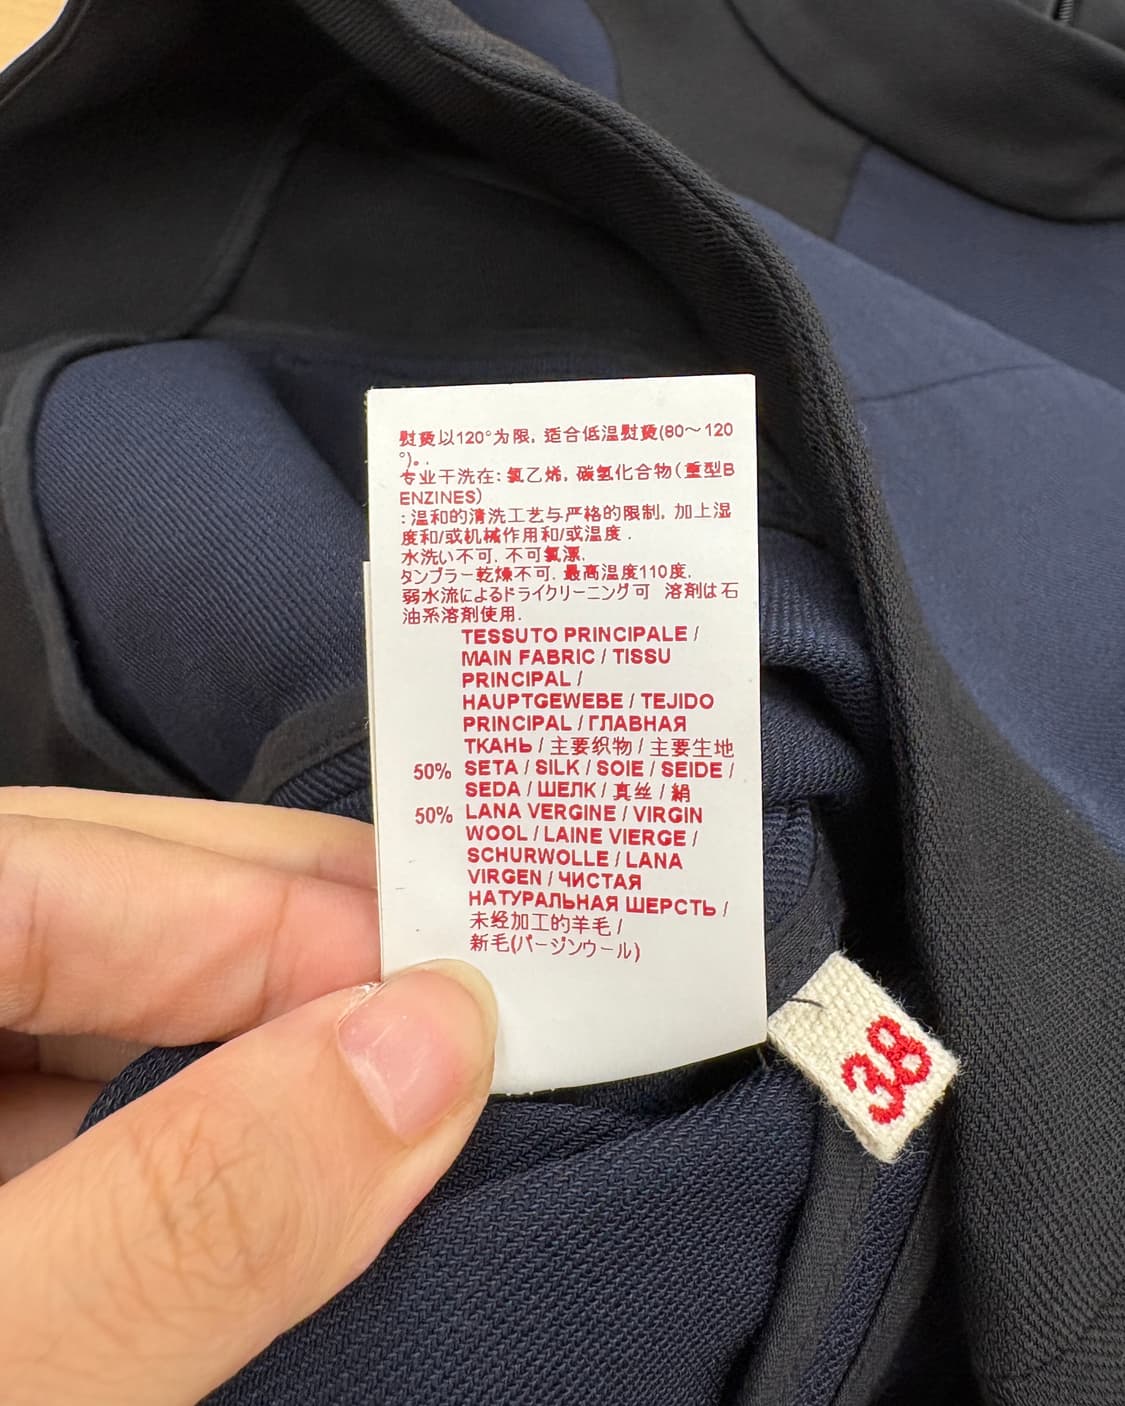 熨烫以120°为限, 适合低温熨烫(80～120
°)。.
专业干洗在: 氯乙烯, 碳氢化合物(重型B
ENZINES)
:温和的清洗工艺与严格的限制, 加上湿
度和/或机械作用和/或温度 .
水洗い不可. 不可氯漂.
タンブラー乾燥不可. 最高温度110度.
弱水流によるドライクリーニング可 溶剤は石
油系溶剤使用.
TESSUTO PRINCIPALE /
MAIN FABRIC / TISSU
PRINCIPAL /
HAUPTGEWEBE / TEJIDO
PRINCIPAL / ГЛАВНАЯ
ТКАНЬ / 主要织物 / 主要生地
50% SETA / SILK / SOIE / SEIDE /
SEDA / ШЕЛК / 真丝 / 絹
50% LANA VERGINE / VIRGIN
WOOL / LAINE VIERGE /
SCHURWOLLE / LANA
VIRGEN / ЧИСТАЯ
НАТУРАЛЬНАЯ ШЕРСТЬ /
未经加工的羊毛 /
新毛(バージンウール)
38